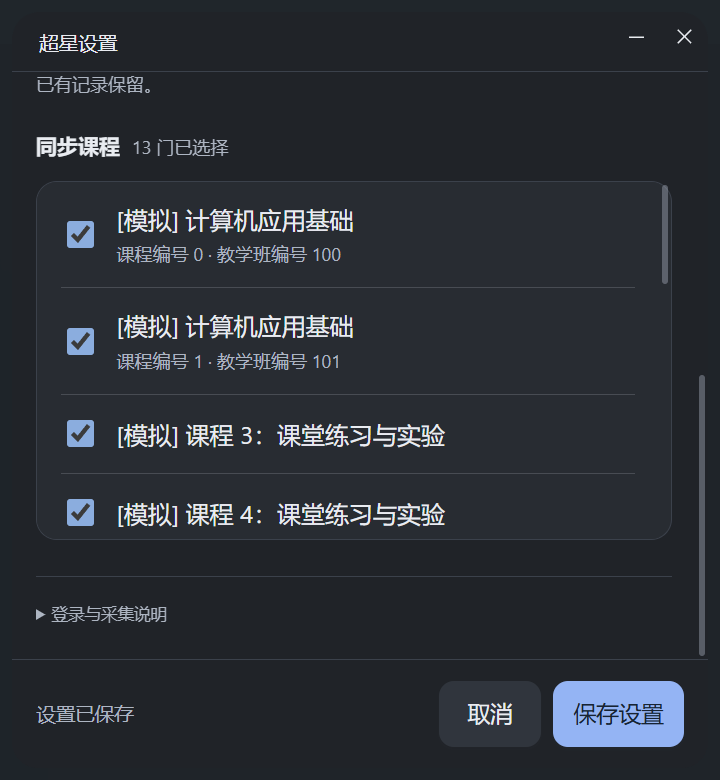 超星设置
已有记录保留。
同步课程 13 门已选择
[模拟] 计算机应用基础
课程编号 0 · 教学班编号 100
[模拟] 计算机应用基础
课程编号 1 · 教学班编号 101
[模拟] 课程 3：课堂练习与实验
[模拟] 课程 4：课堂练习与实验
登录与采集说明
设置已保存 取消 保存设置